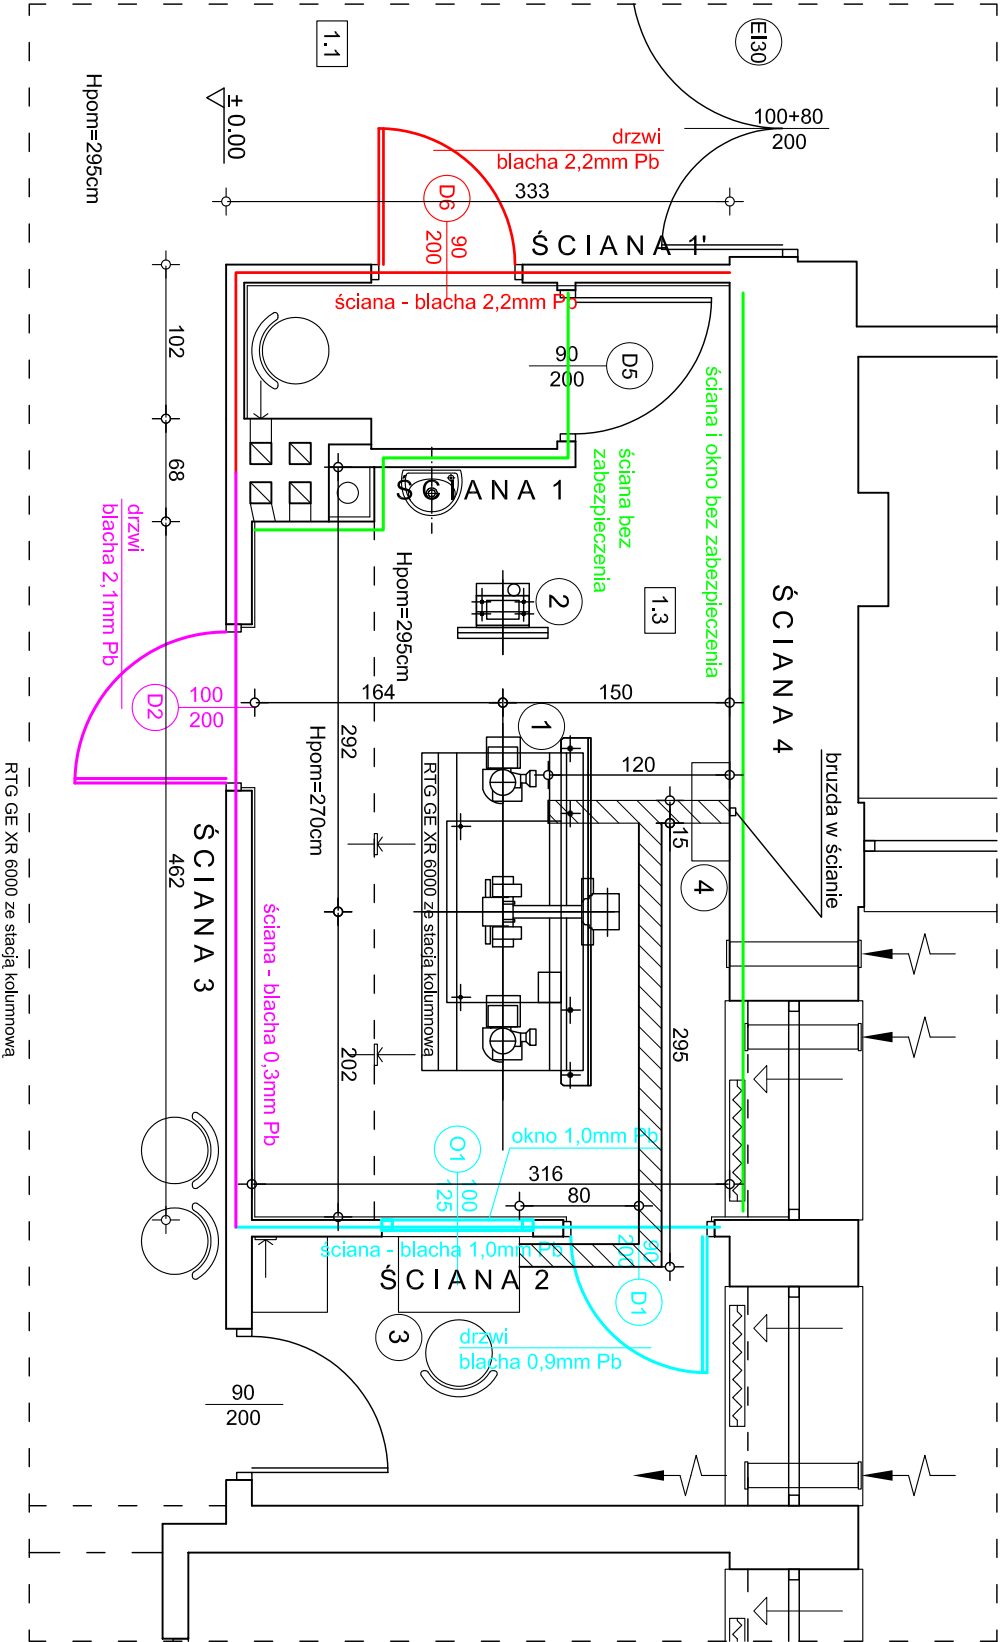 1.1
EI30
100+80
200
± 0.00
Hpom=295cm
drzwi
blacha 2,2mm Pb
333
D6
90
200
ŚCIANA 1'
ściana - blacha 2,2mm Pb
102
90
200
D5
ściana i okno bez zabezpieczenia
68
ściana bez
zabezpieczenia
ŚCIANA 1
drzwi
blacha 2,1mm Pb
Hpom=295cm
2
1.3
ŚCIANA 4
D2
100
200
164
150
1
292
Hpom=270cm
120
bruzda w ścianie
RTG GE XR 6000 ze stacją kolumnową
15
4
ŚCIANA 3
462
RTG GE XR 6000 ze stacją kolumnową
ściana - blacha 0,3mm Pb
202
295
O1
100
125
okno 1,0mm Pb
316
80
ściana - blacha 1,0mm Pb
90
200
D1
ŚCIANA 2
3
drzwi
blacha 0,9mm Pb
90
200